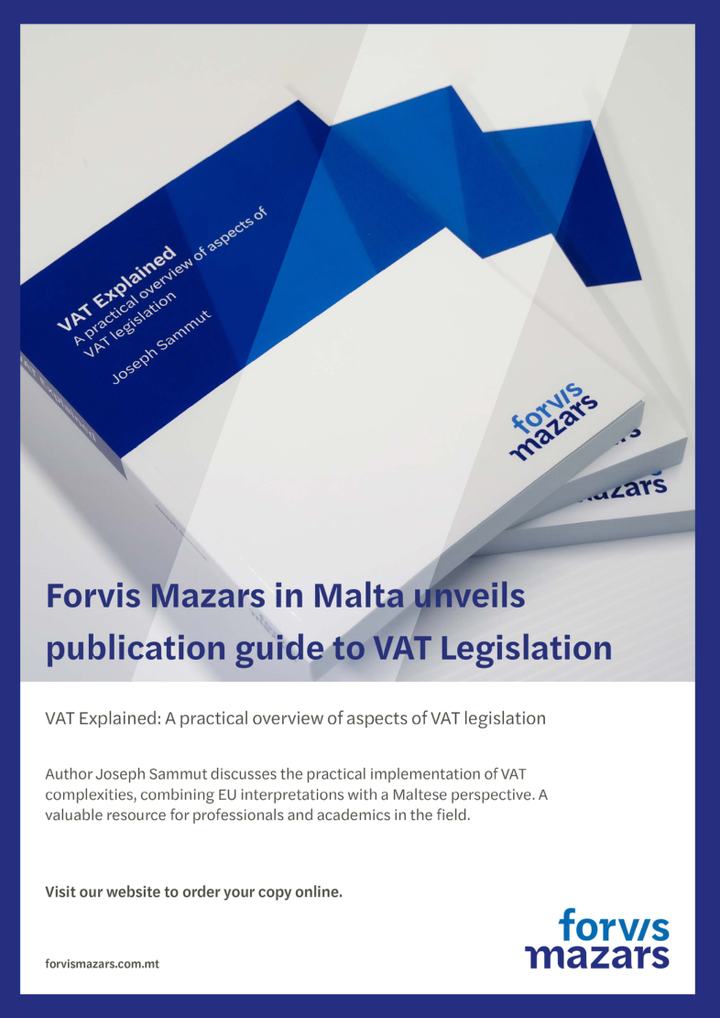 VAT Explained
A practical overview of aspects of
VAT legislation
Joseph Sammut
VAT Explained
forvis
mazars
mazars
Forvis Mazars in Malta unveils
publication guide to VAT Legislation
VAT Explained: A practical overview of aspects of VAT legislation
Author Joseph Sammut discusses the practical implementation of VAT
complexities, combining EU interpretations with a Maltese perspective. A
valuable resource for professionals and academics in the field.
Visit our website to order your copy online.
forvismazars.com.mt
forvis
mazars